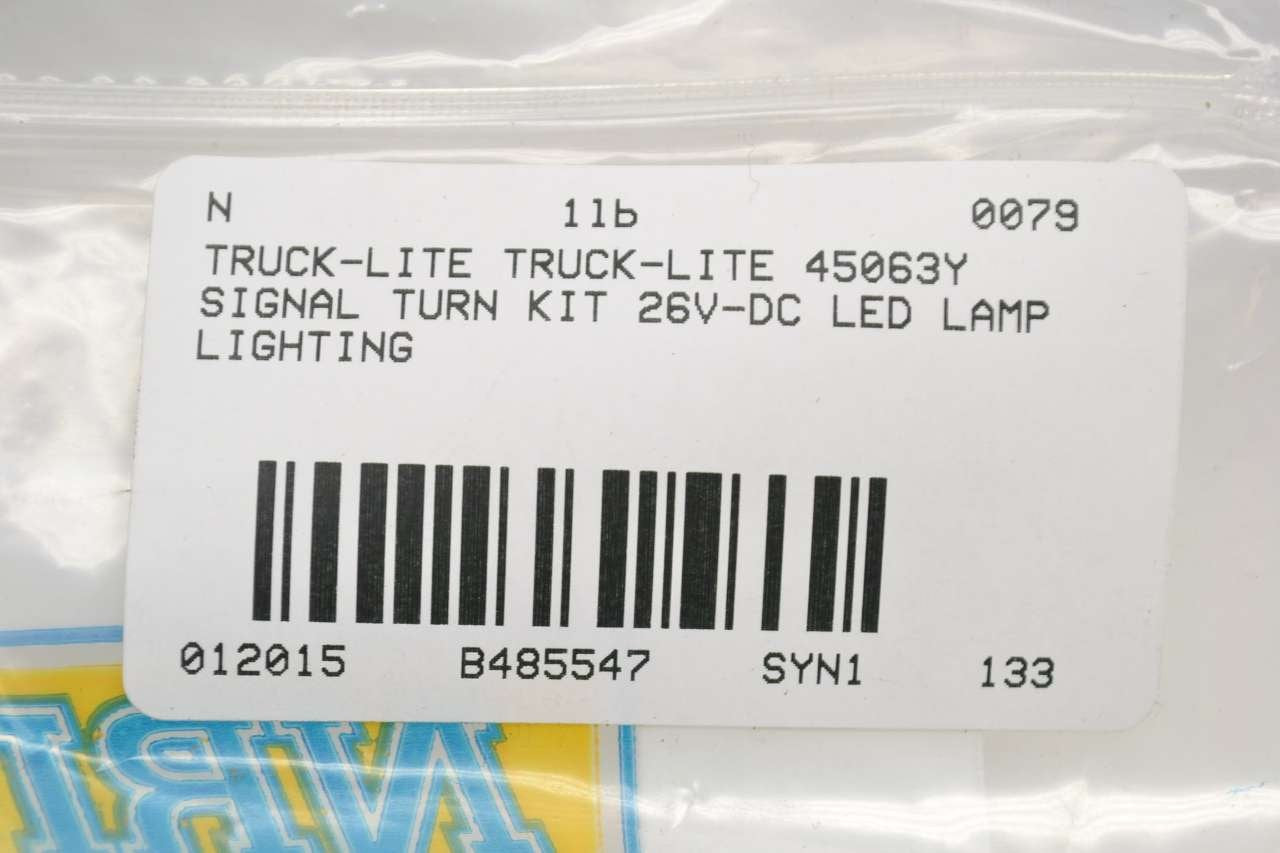 N 1lb 0079
TRUCK-LITE TRUCK-LITE 45063Y
SIGNAL TURN KIT 26V-DC LED LAMP
LIGHTING
012015 B485547 SYN1 133